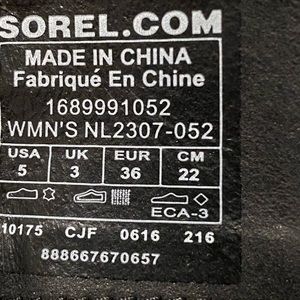 SOREL.COM
MADE IN CHINA
Fabriqué En Chine
1689991052
WMN'S NL2307-052
USA UK EUR CM
5 3 36 22
ECA-3
10175 CJF 0616 216
888667670657